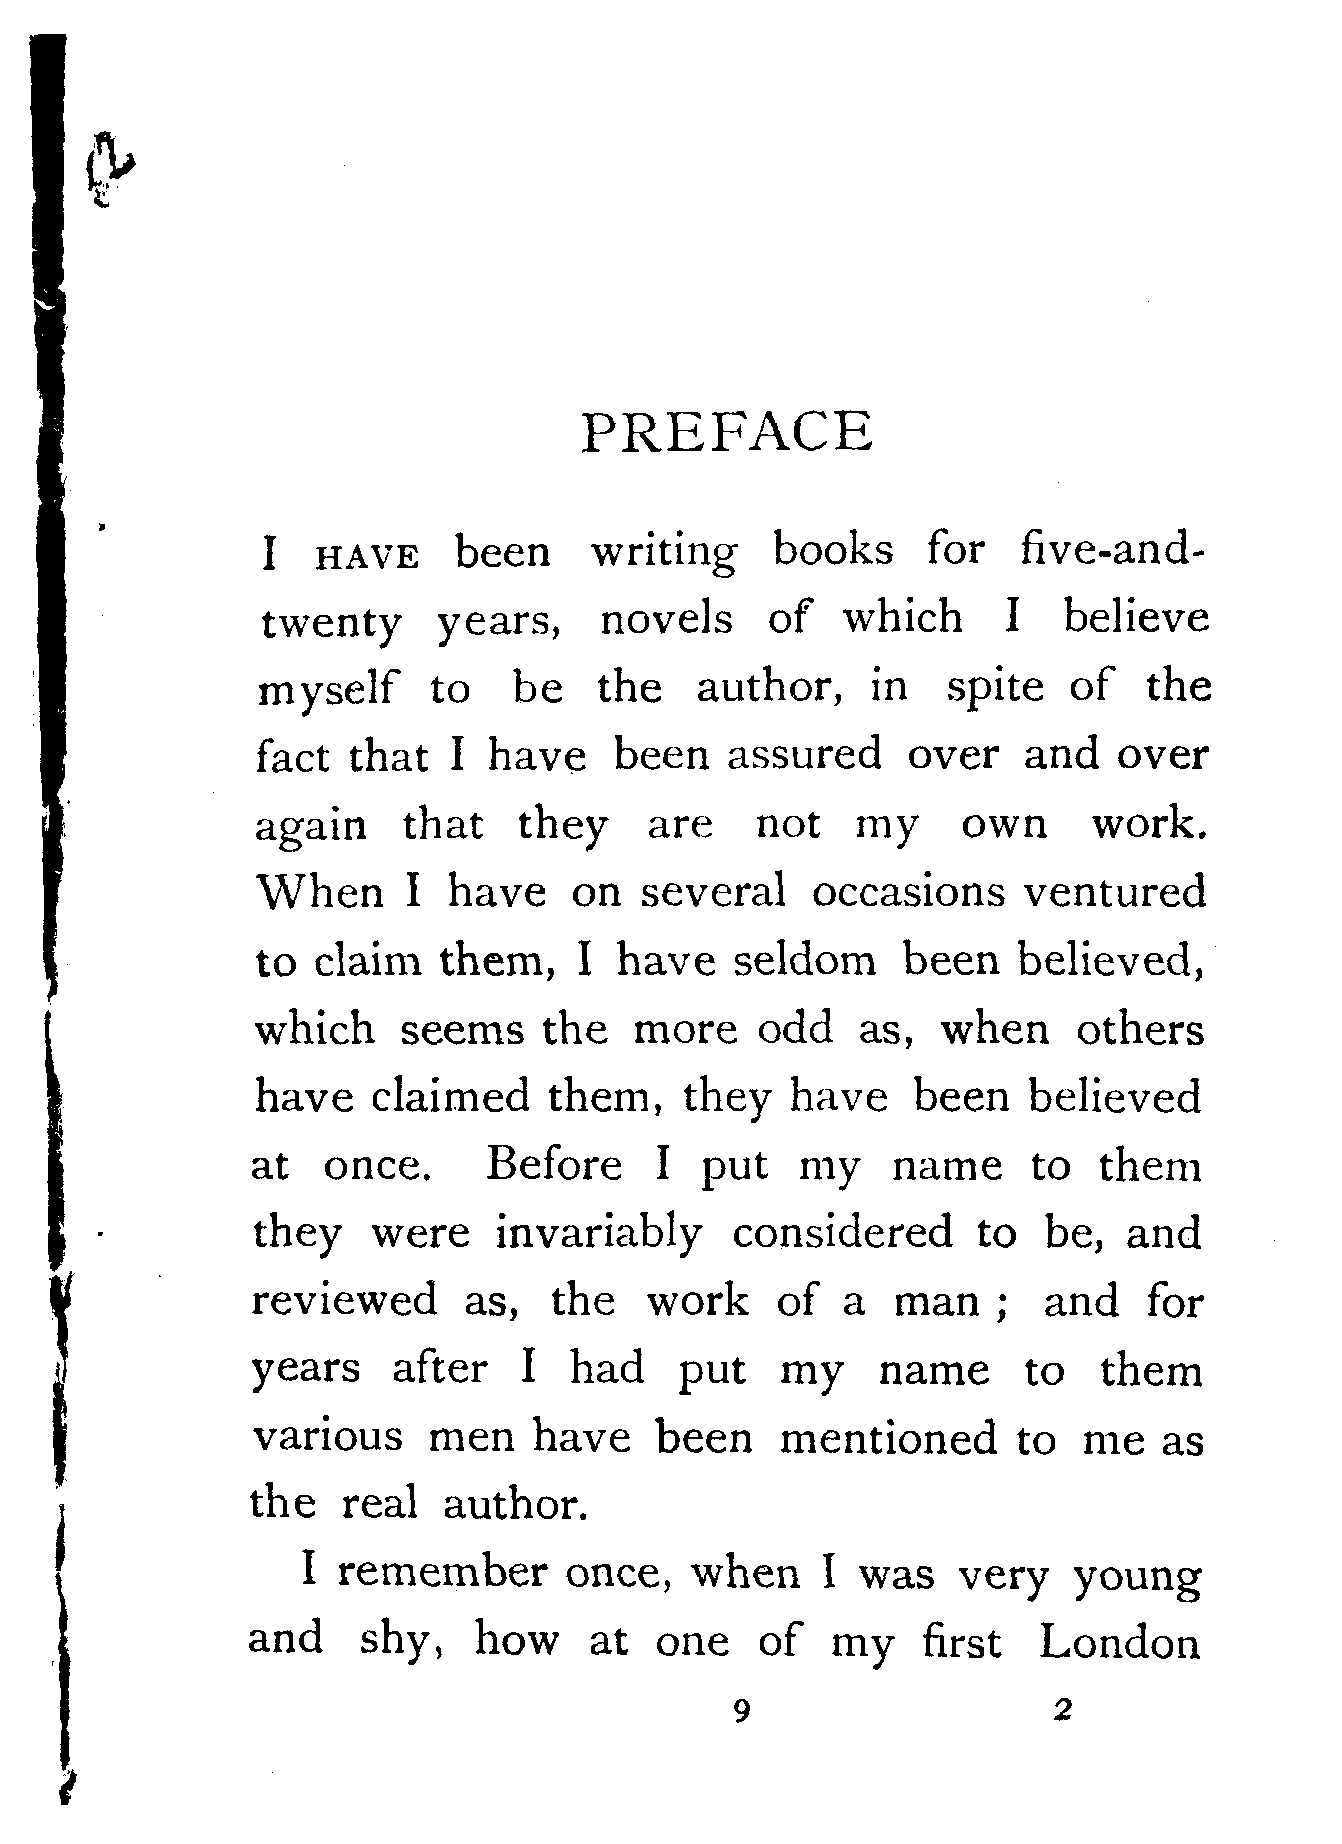 PREFACE
I HAVE been writing books for five-and-
twenty years, novels of which I believe
myself to be the author, in spite of the
fact that I have been assured over and over
again that they are not my own work.
When I have on several occasions ventured
to claim them, I have seldom been believed,
which seems the more odd as, when others
have claimed them, they have been believed
at once. Before I put my name to them
they were invariably considered to be, and
reviewed as, the work of a man ; and for
years after I had put my name to them
various men have been mentioned to me as
the real author.
I remember once, when I was very young
and shy, how at one of my first London
9 2